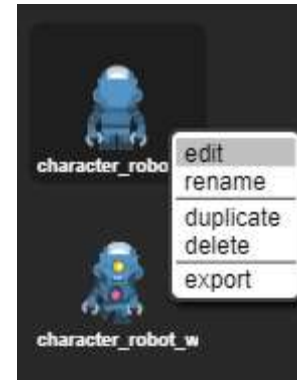 character_robo
edit
rename
duplicate
delete
export
character_robot_w